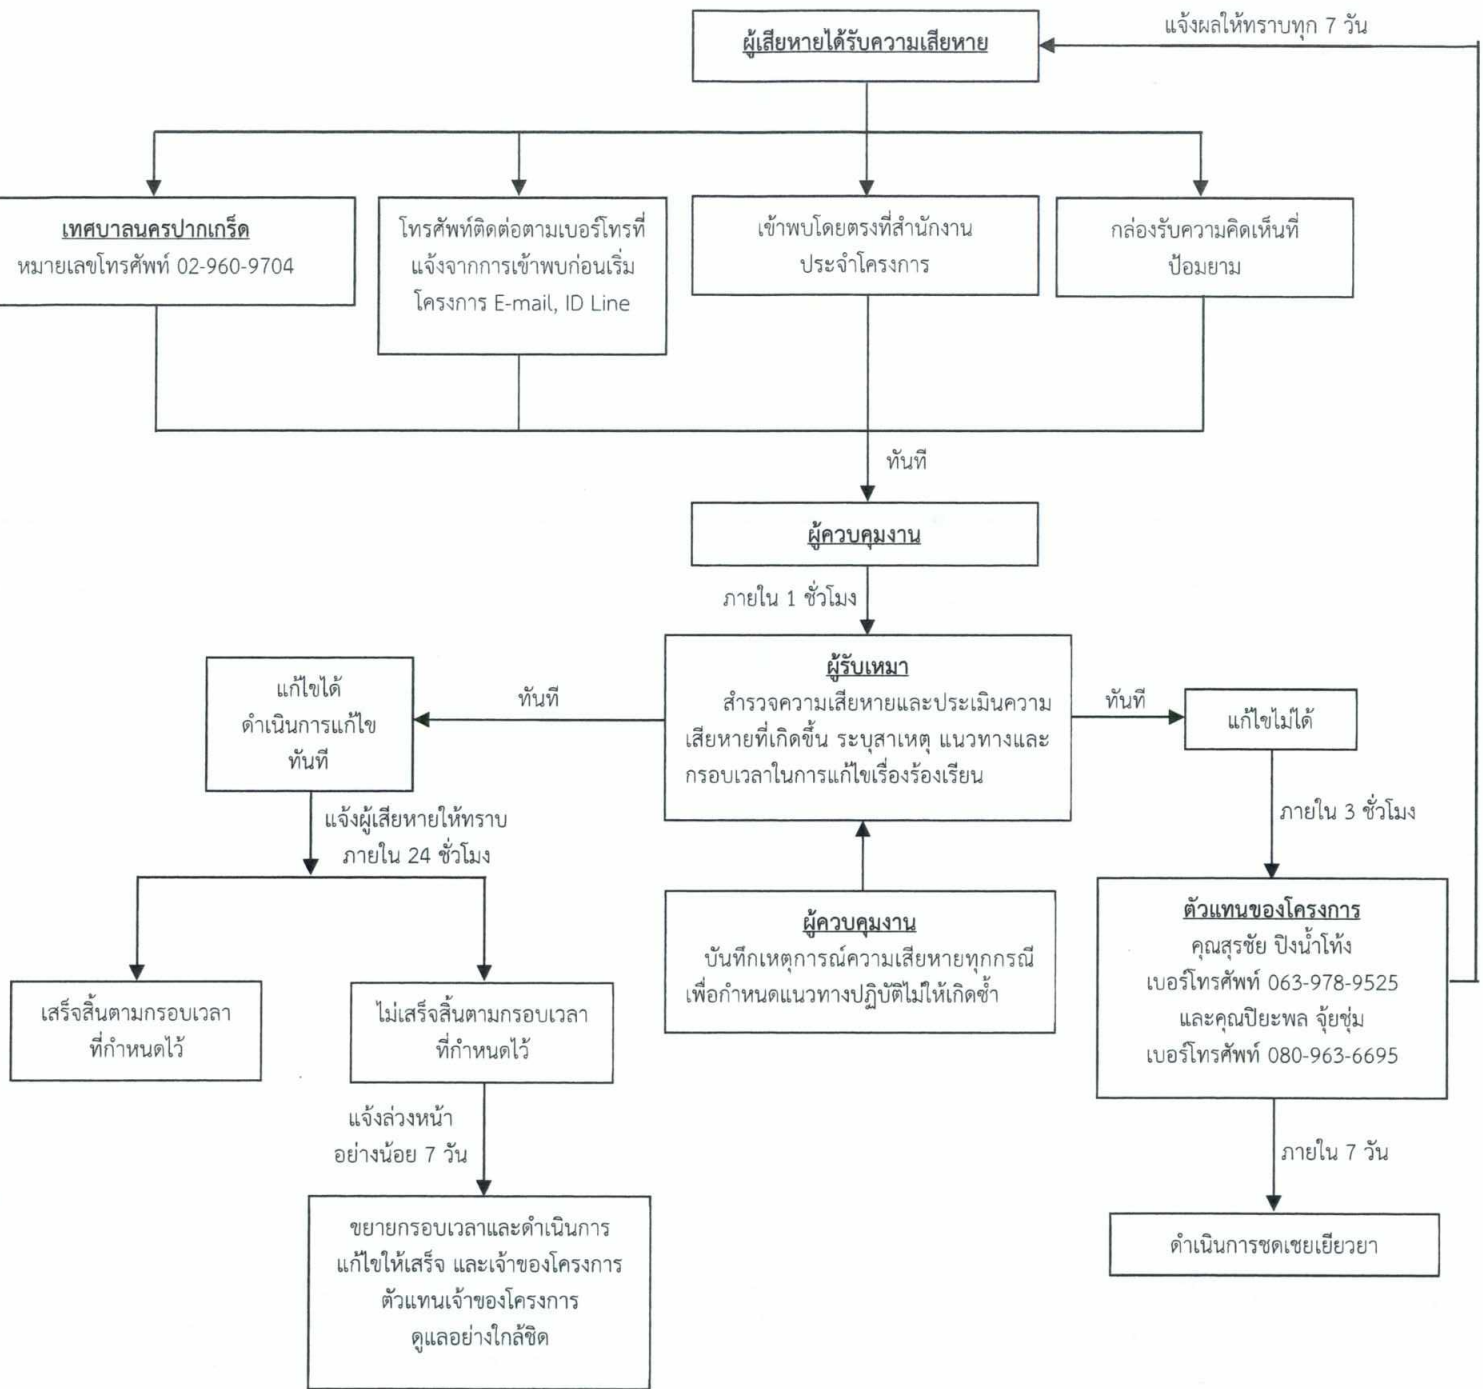 แจ้งผลให้ทราบทุก 7 วัน
ผู้เสียหายได้รับความเสียหาย
เทศบาลนครปากเกร็ด
หมายเลขโทรศัพท์ 02-960-9704
โทรศัพท์ติดต่อตามเบอร์โทรที่
แจ้งจากการเข้าพบก่อนเริ่ม
โครงการ E-mail, ID Line
เข้าพบโดยตรงที่สำนักงาน
ประจำโครงการ
กล่องรับความคิดเห็นที่
ป้อมยาม
ทันที
ผู้ควบคุมงาน
ภายใน 1 ชั่วโมง
ผู้รับเหมา
สำรวจความเสียหายและประเมินความ
เสียหายที่เกิดขึ้น ระบุสาเหตุ แนวทางและ
กรอบเวลาในการแก้ไขเรื่องร้องเรียน
ทันที
แก้ไขได้
ดำเนินการแก้ไข
ทันที
ทันที
แก้ไขไม่ได้
แจ้งผู้เสียหายให้ทราบ
ภายใน 24 ชั่วโมง
ภายใน 3 ชั่วโมง
ผู้ควบคุมงาน
บันทึกเหตุการณ์ความเสียหายทุกกรณี
เพื่อกำหนดแนวทางปฏิบัติไม่ให้เกิดซ้ำ
ตัวแทนของโครงการ
คุณสุรชัย ปิงน้ำโท้ง
เบอร์โทรศัพท์ 063-978-9525
และคุณปิยะพล จุ้ยชุ่ม
เบอร์โทรศัพท์ 080-963-6695
เสร็จสิ้นตามกรอบเวลา
ที่กำหนดไว้
ไม่เสร็จสิ้นตามกรอบเวลา
ที่กำหนดไว้
แจ้งล่วงหน้า
อย่างน้อย 7 วัน
ภายใน 7 วัน
ขยายกรอบเวลาและดำเนินการ
แก้ไขให้เสร็จ และเจ้าของโครงการ
ตัวแทนเจ้าของโครงการ
ดูแลอย่างใกล้ชิด
ดำเนินการชดเชยเยียวยา